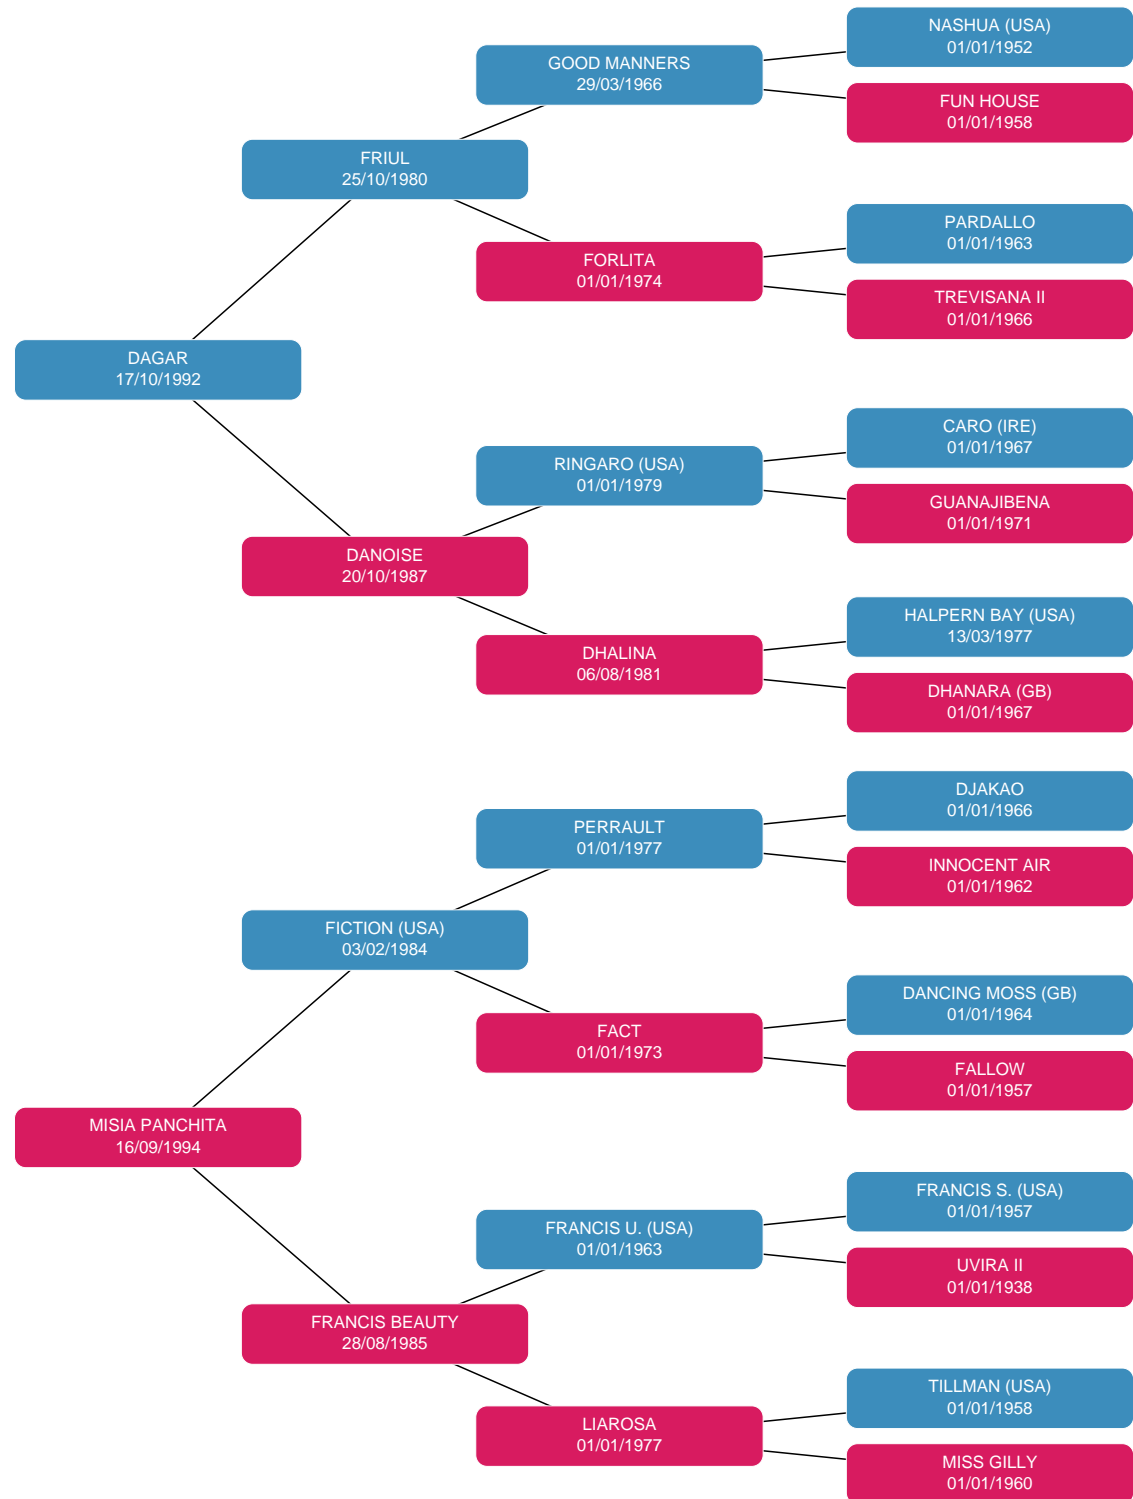 NASHUA (USA)
01/01/1952
GOOD MANNERS
29/03/1966
FUN HOUSE
01/01/1958
FRIUL
25/10/1980
PARDALLO
01/01/1963
FORLITA
01/01/1974
TREVISANA II
01/01/1966
DAGAR
17/10/1992
CARO (IRE)
01/01/1967
RINGARO (USA)
01/01/1979
GUANAJIBENA
01/01/1971
DANOISE
20/10/1987
HALPERN BAY (USA)
13/03/1977
DHALINA
06/08/1981
DHANARA (GB)
01/01/1967
DJAKAO
01/01/1966
PERRAULT
01/01/1977
INNOCENT AIR
01/01/1962
FICTION (USA)
03/02/1984
DANCING MOSS (GB)
01/01/1964
FACT
01/01/1973
FALLOW
01/01/1957
MISIA PANCHITA
16/09/1994
FRANCIS S. (USA)
01/01/1957
FRANCIS U. (USA)
01/01/1963
UVIRA II
01/01/1938
FRANCIS BEAUTY
28/08/1985
TILLMAN (USA)
01/01/1958
LIAROSA
01/01/1977
MISS GILLY
01/01/1960